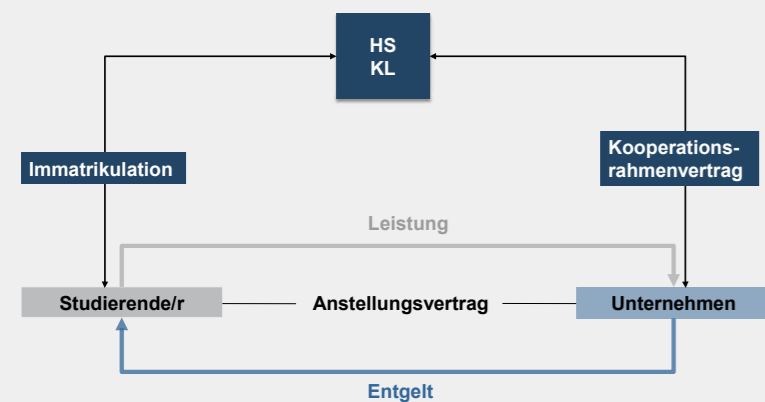 HS
KL
Immatrikulation
Kooperations-
rahmenvertrag
Leistung
Studierende/r
Anstellungsvertrag
Unternehmen
Entgelt